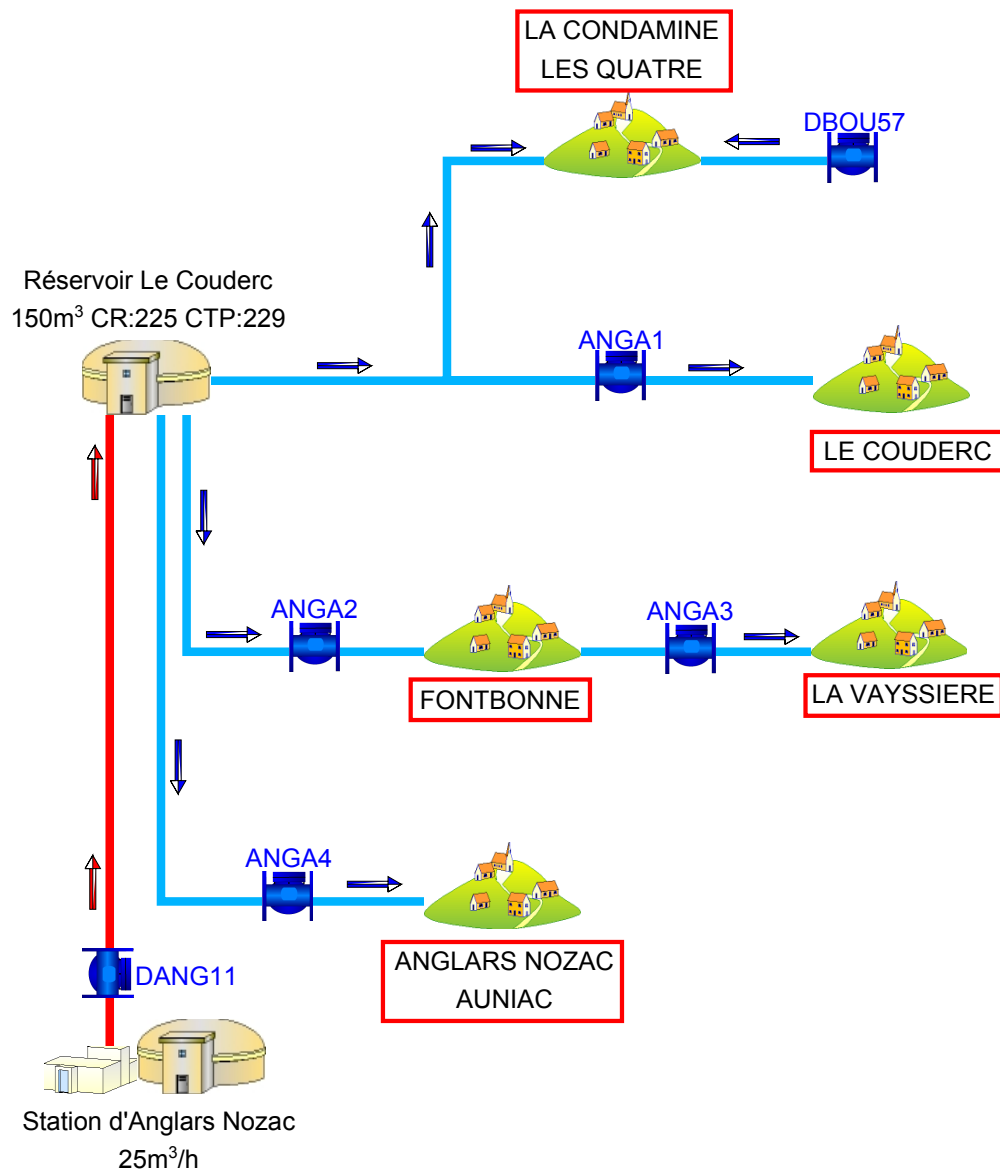 LA CONDAMINE
LES QUATRE
DBOU57
Réservoir Le Couderc
150m³ CR:225 CTP:229
ANGA1
LE COUDERC
ANGA2
ANGA3
FONTBONNE
LA VAYSSIERE
ANGA4
ANGLARS NOZAC
AUNIAC
DANG11
Station d'Anglars Nozac
25m³/h